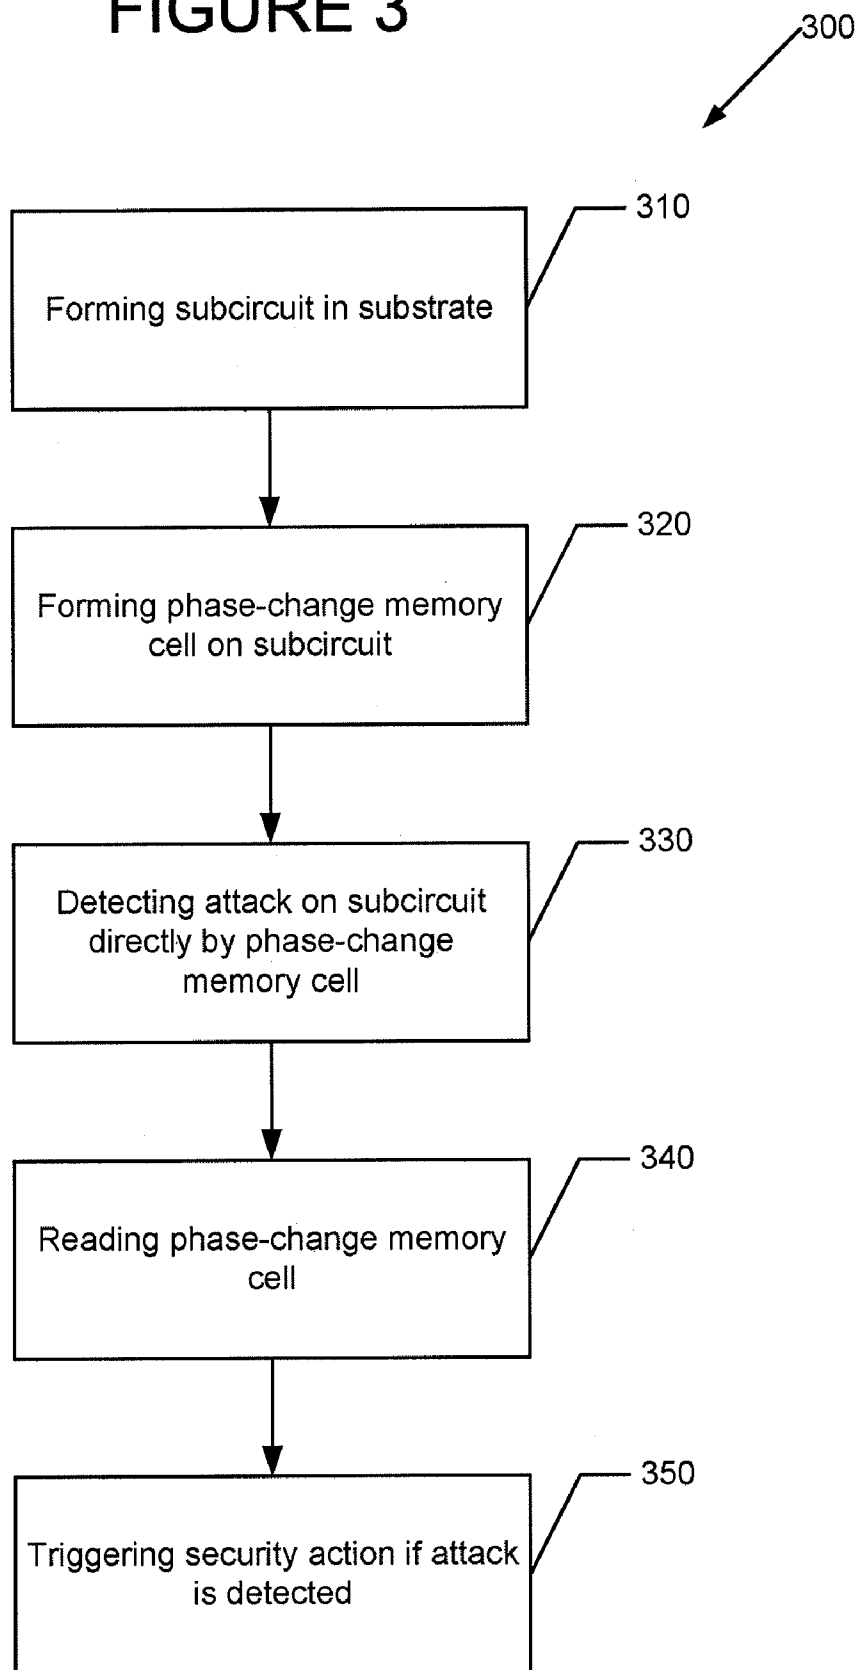 FIGURE 3
300
310
Forming subcircuit in substrate
320
Forming phase-change memory
cell on subcircuit
330
Detecting attack on subcircuit
directly by phase-change
memory cell
340
Reading phase-change memory
cell
350
Triggering security action if attack
is detected